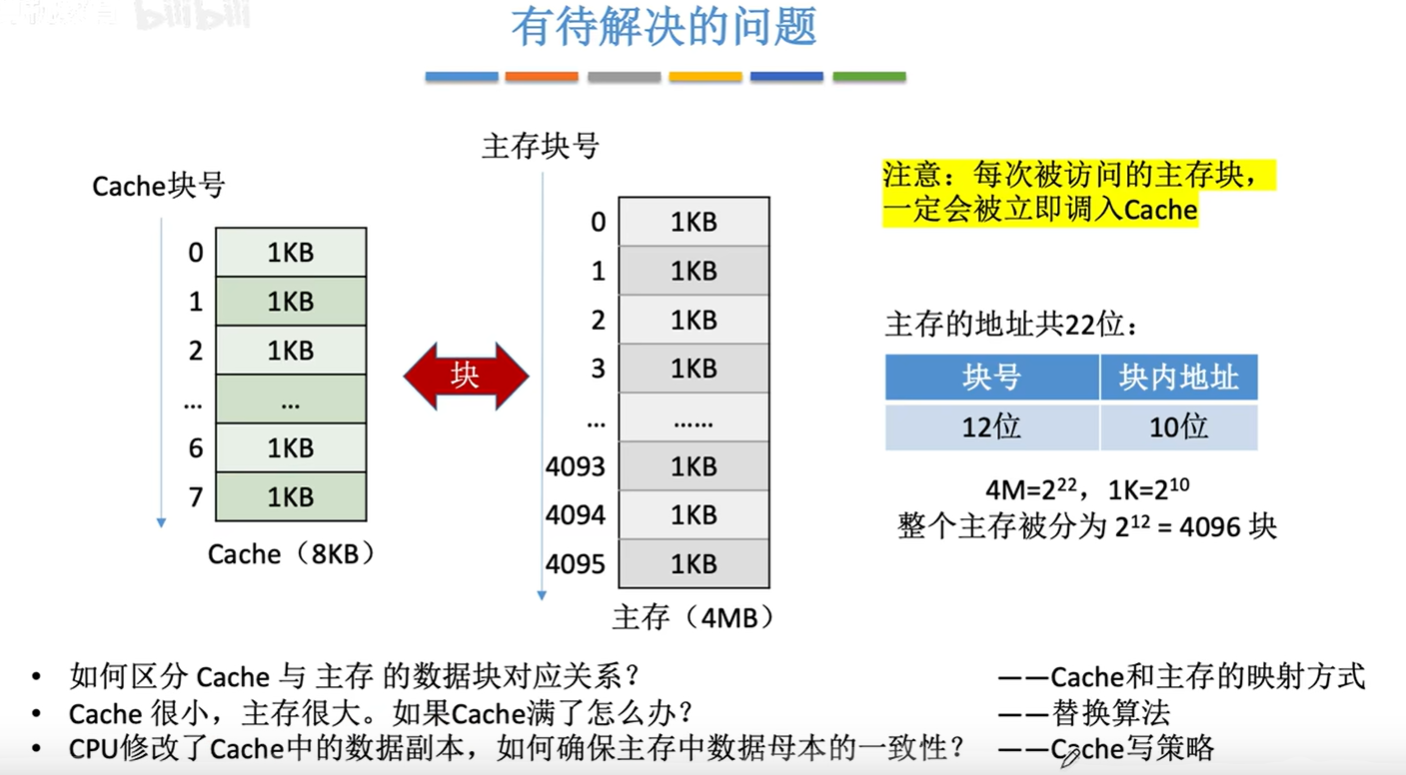 bilibili
有待解决的问题
主存块号
Cache块号
0 1KB
1 1KB
2 1KB
... ...
6 1KB
7 1KB
Cache（8KB）
块
0 1KB
1 1KB
2 1KB
3 1KB
... ……
4093 1KB
4094 1KB
4095 1KB
主存（4MB）
注意：每次被访问的主存块，
一定会被立即调入Cache
主存的地址共22位：
块号 块内地址
12位 10位
4M=2²²，1K=2¹⁰
整个主存被分为 2¹² = 4096 块
• 如何区分 Cache 与 主存 的数据块对应关系？ ——Cache和主存的映射方式
• Cache 很小，主存很大。如果Cache满了怎么办？ ——替换算法
• CPU修改了Cache中的数据副本，如何确保主存中数据母本的一致性？ ——Cache写策略